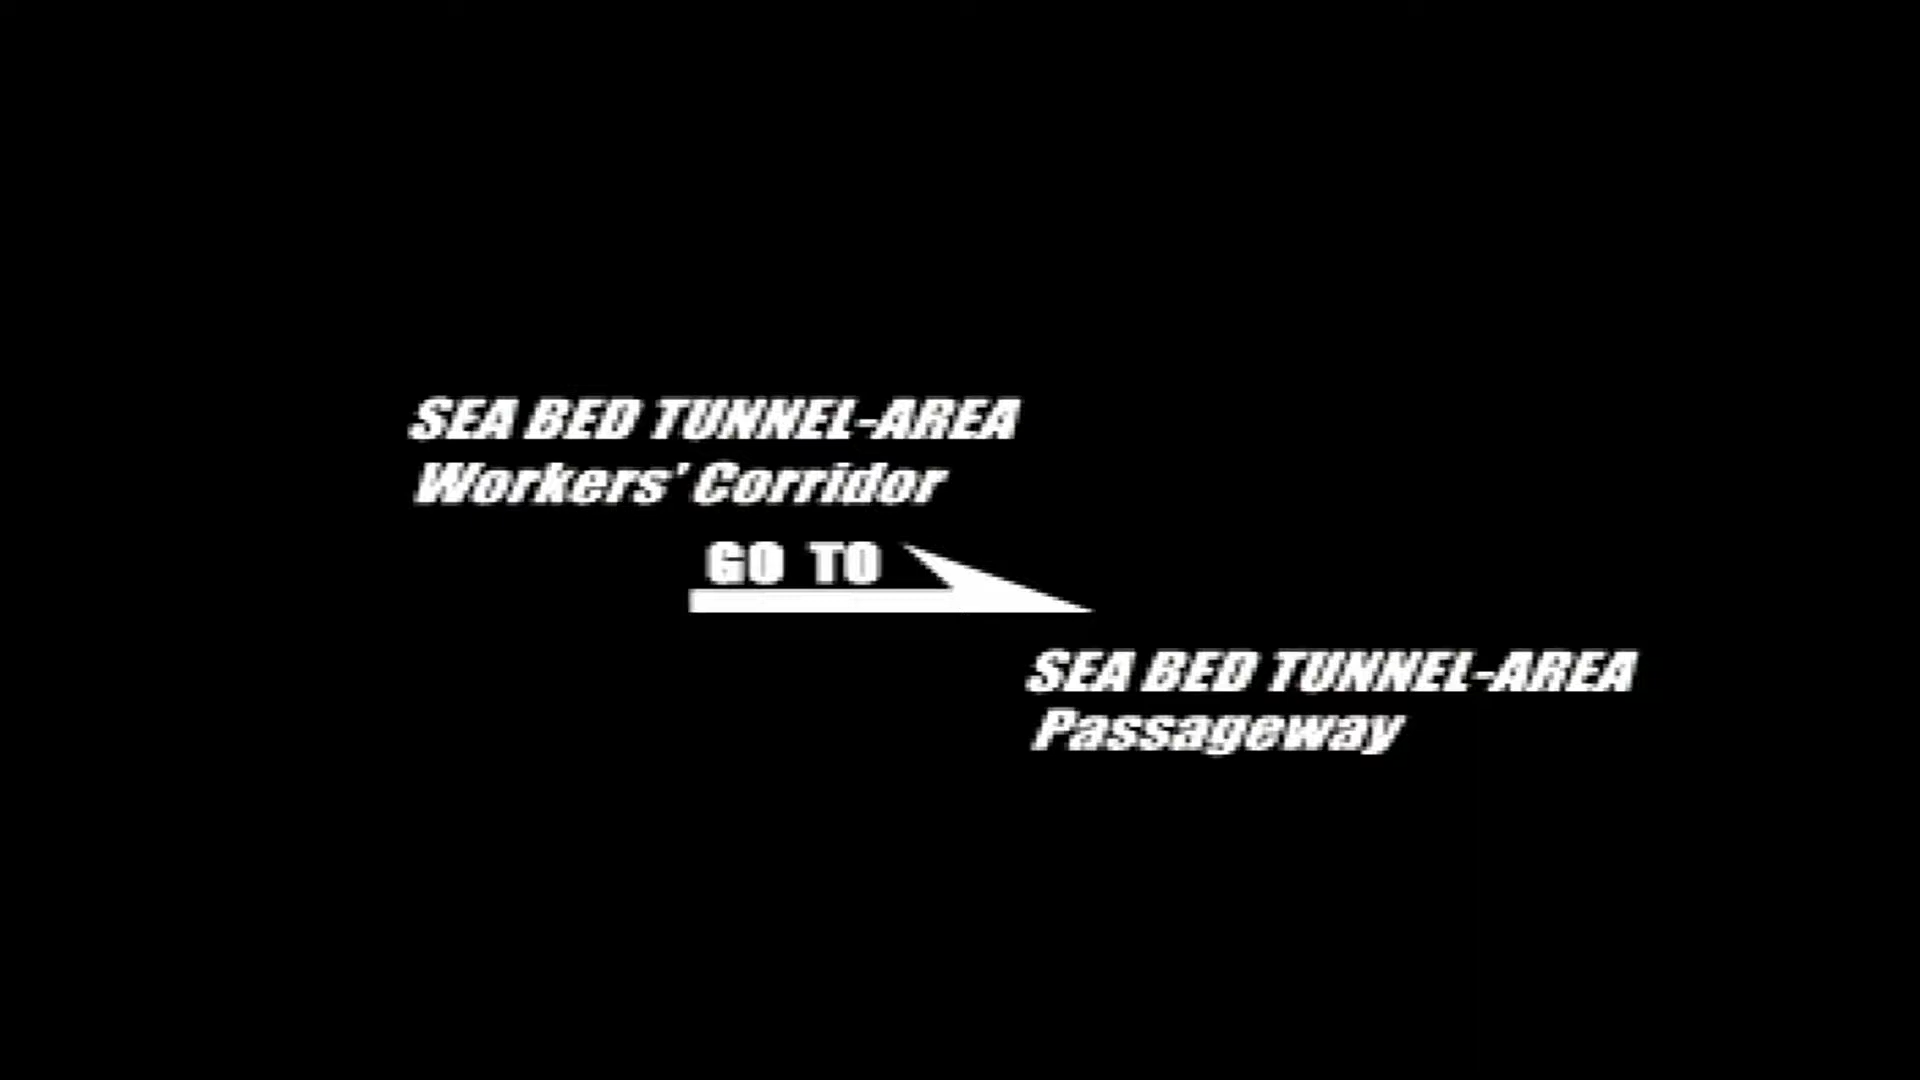 SEA BED TUNNEL-AREA
Workers' Corridor
GO TO
SEA BED TUNNEL-AREA
Passageway